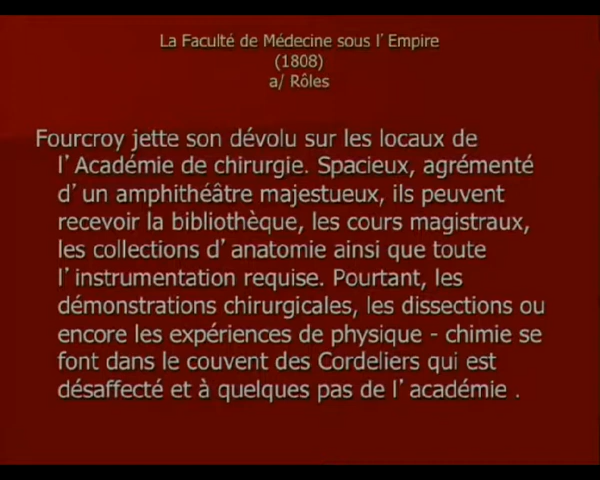 La Faculté de Médecine sous l’ Empire
(1808)
a/ Rôles
Fourcroy jette son dévolu sur les locaux de
l’ Académie de chirurgie. Spacieux, agrémenté
d’ un amphithéâtre majestueux, ils peuvent
recevoir la bibliothèque, les cours magistraux,
les collections d’ anatomie ainsi que toute
l’ instrumentation requise. Pourtant, les
démonstrations chirurgicales, les dissections ou
encore les expériences de physique - chimie se
font dans le couvent des Cordeliers qui est
désaffecté et à quelques pas de l’ académie .